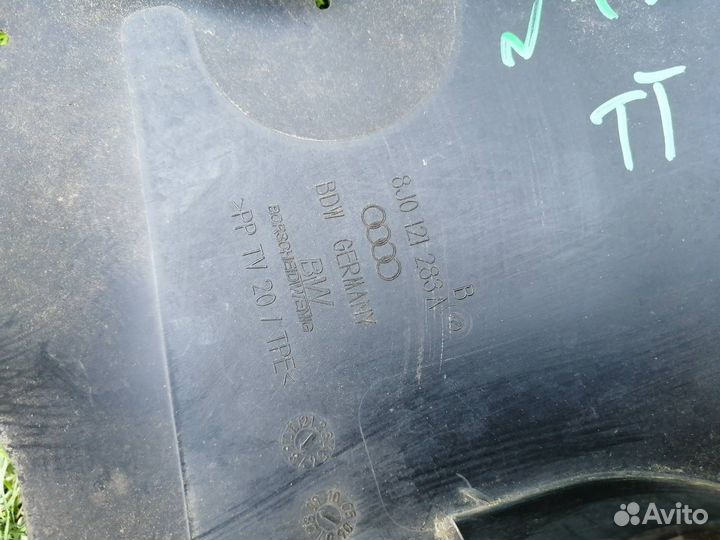 TT
B
8J0 121 283 A
BDW GERMANY
BW
>PP TV 20 / TPE<
Avito